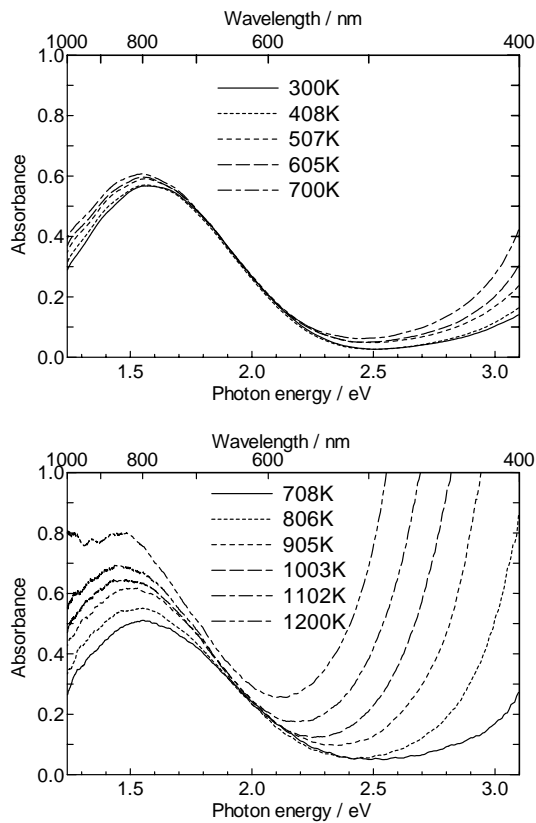 Wavelength / nm
1000 800 600 400
1.0
0.8
0.6
0.4
0.2
0.0
Absorbance
300K
408K
507K
605K
700K
1.5 2.0 2.5 3.0
Photon energy / eV
Wavelength / nm
1000 800 600 400
1.0
0.8
0.6
0.4
0.2
0.0
Absorbance
708K
806K
905K
1003K
1102K
1200K
1.5 2.0 2.5 3.0
Photon energy / eV